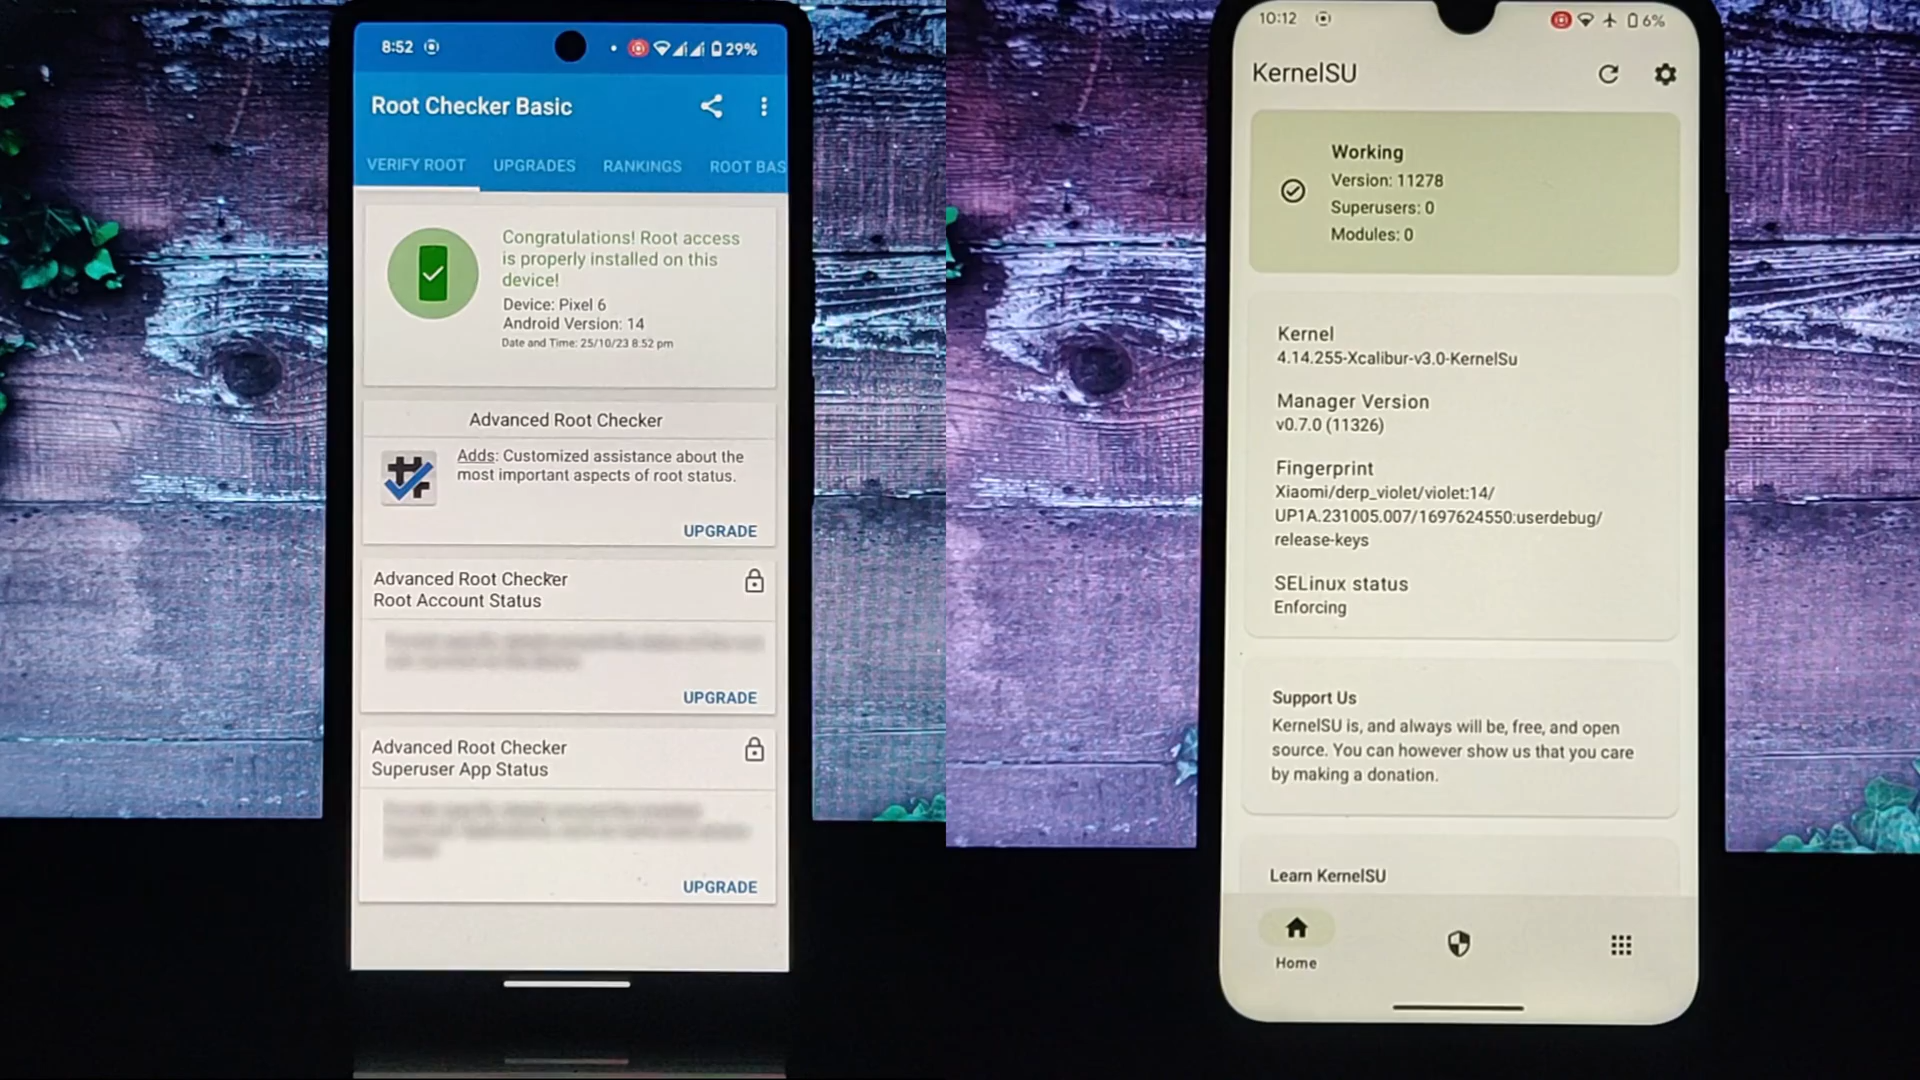 8:52
29%
Root Checker Basic
VERIFY ROOT
UPGRADES
RANKINGS
ROOT BAS
Congratulations! Root access
is properly installed on this
device!
Device: Pixel 6
Android Version: 14
Date and Time: 25/10/23 8:52 pm
Advanced Root Checker
Adds: Customized assistance about the
most important aspects of root status.
UPGRADE
Advanced Root Checker
Root Account Status
UPGRADE
Advanced Root Checker
Superuser App Status
UPGRADE
10:12
6%
KernelSU
Working
Version: 11278
Superusers: 0
Modules: 0
Kernel
4.14.255-Xcalibur-v3.0-KernelSu
Manager Version
v0.7.0 (11326)
Fingerprint
Xiaomi/derp_violet/violet:14/
UP1A.231005.007/1697624550:userdebug/
release-keys
SELinux status
Enforcing
Support Us
KernelSU is, and always will be, free, and open
source. You can however show us that you care
by making a donation.
Learn KernelSU
Home